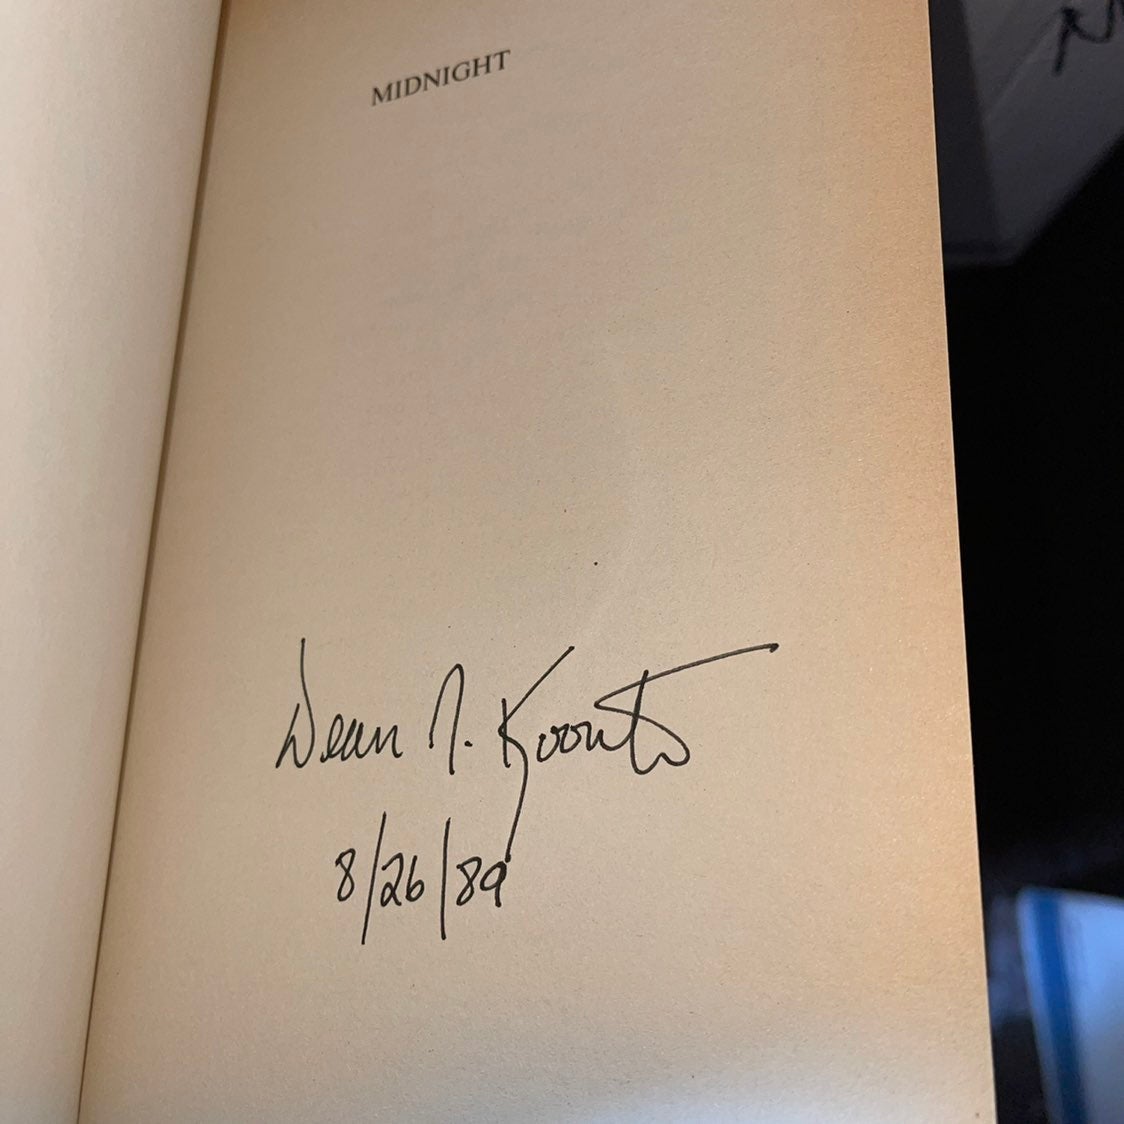 MIDNIGHT
Dean R. Koontz
8/26/89